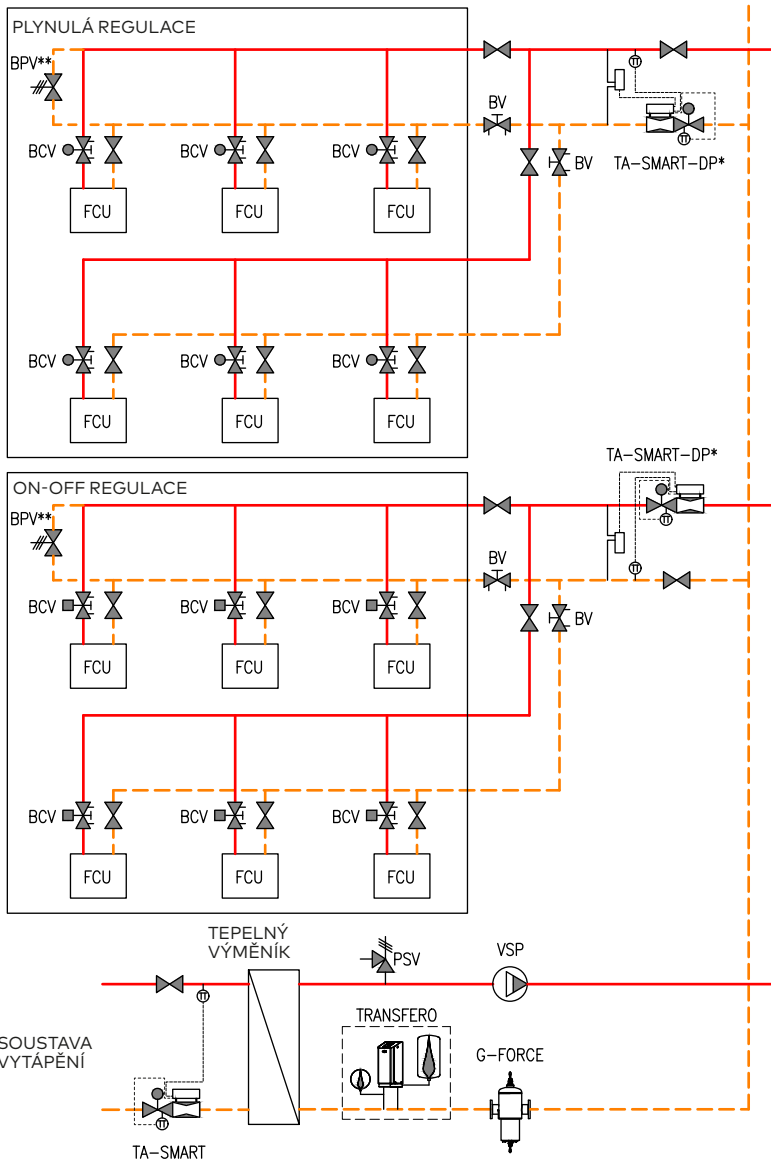 PLYNULÁ REGULACE
BPV**
BV
BCV
BCV
BCV
BV
TA-SMART-DP*
FCU
FCU
FCU
BCV
BCV
BCV
FCU
FCU
FCU
TA-SMART-DP*
ON-OFF REGULACE
BPV**
BV
BCV
BCV
BCV
BV
FCU
FCU
FCU
BCV
BCV
BCV
FCU
FCU
FCU
TEPELNÝ
VÝMĚNÍK
PSV
VSP
TRANSFERO
SOUSTAVA
VYTÁPĚNÍ
G-FORCE
TA-SMART